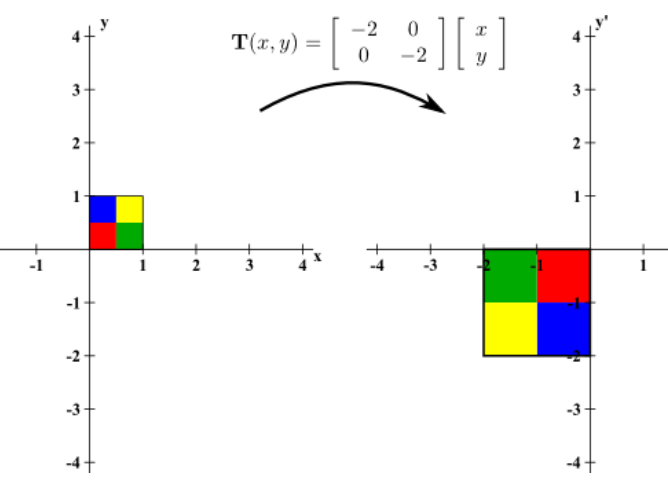 T(x, y) = [ -2 0 ] [ x ]
[ 0 -2 ] [ y ]
y
4
3
2
1
-1 1 2 3 4 x
-1
-2
-3
-4
y'
4
3
2
1
-4 -3 -2 -1 1
-1
-2
-3
-4